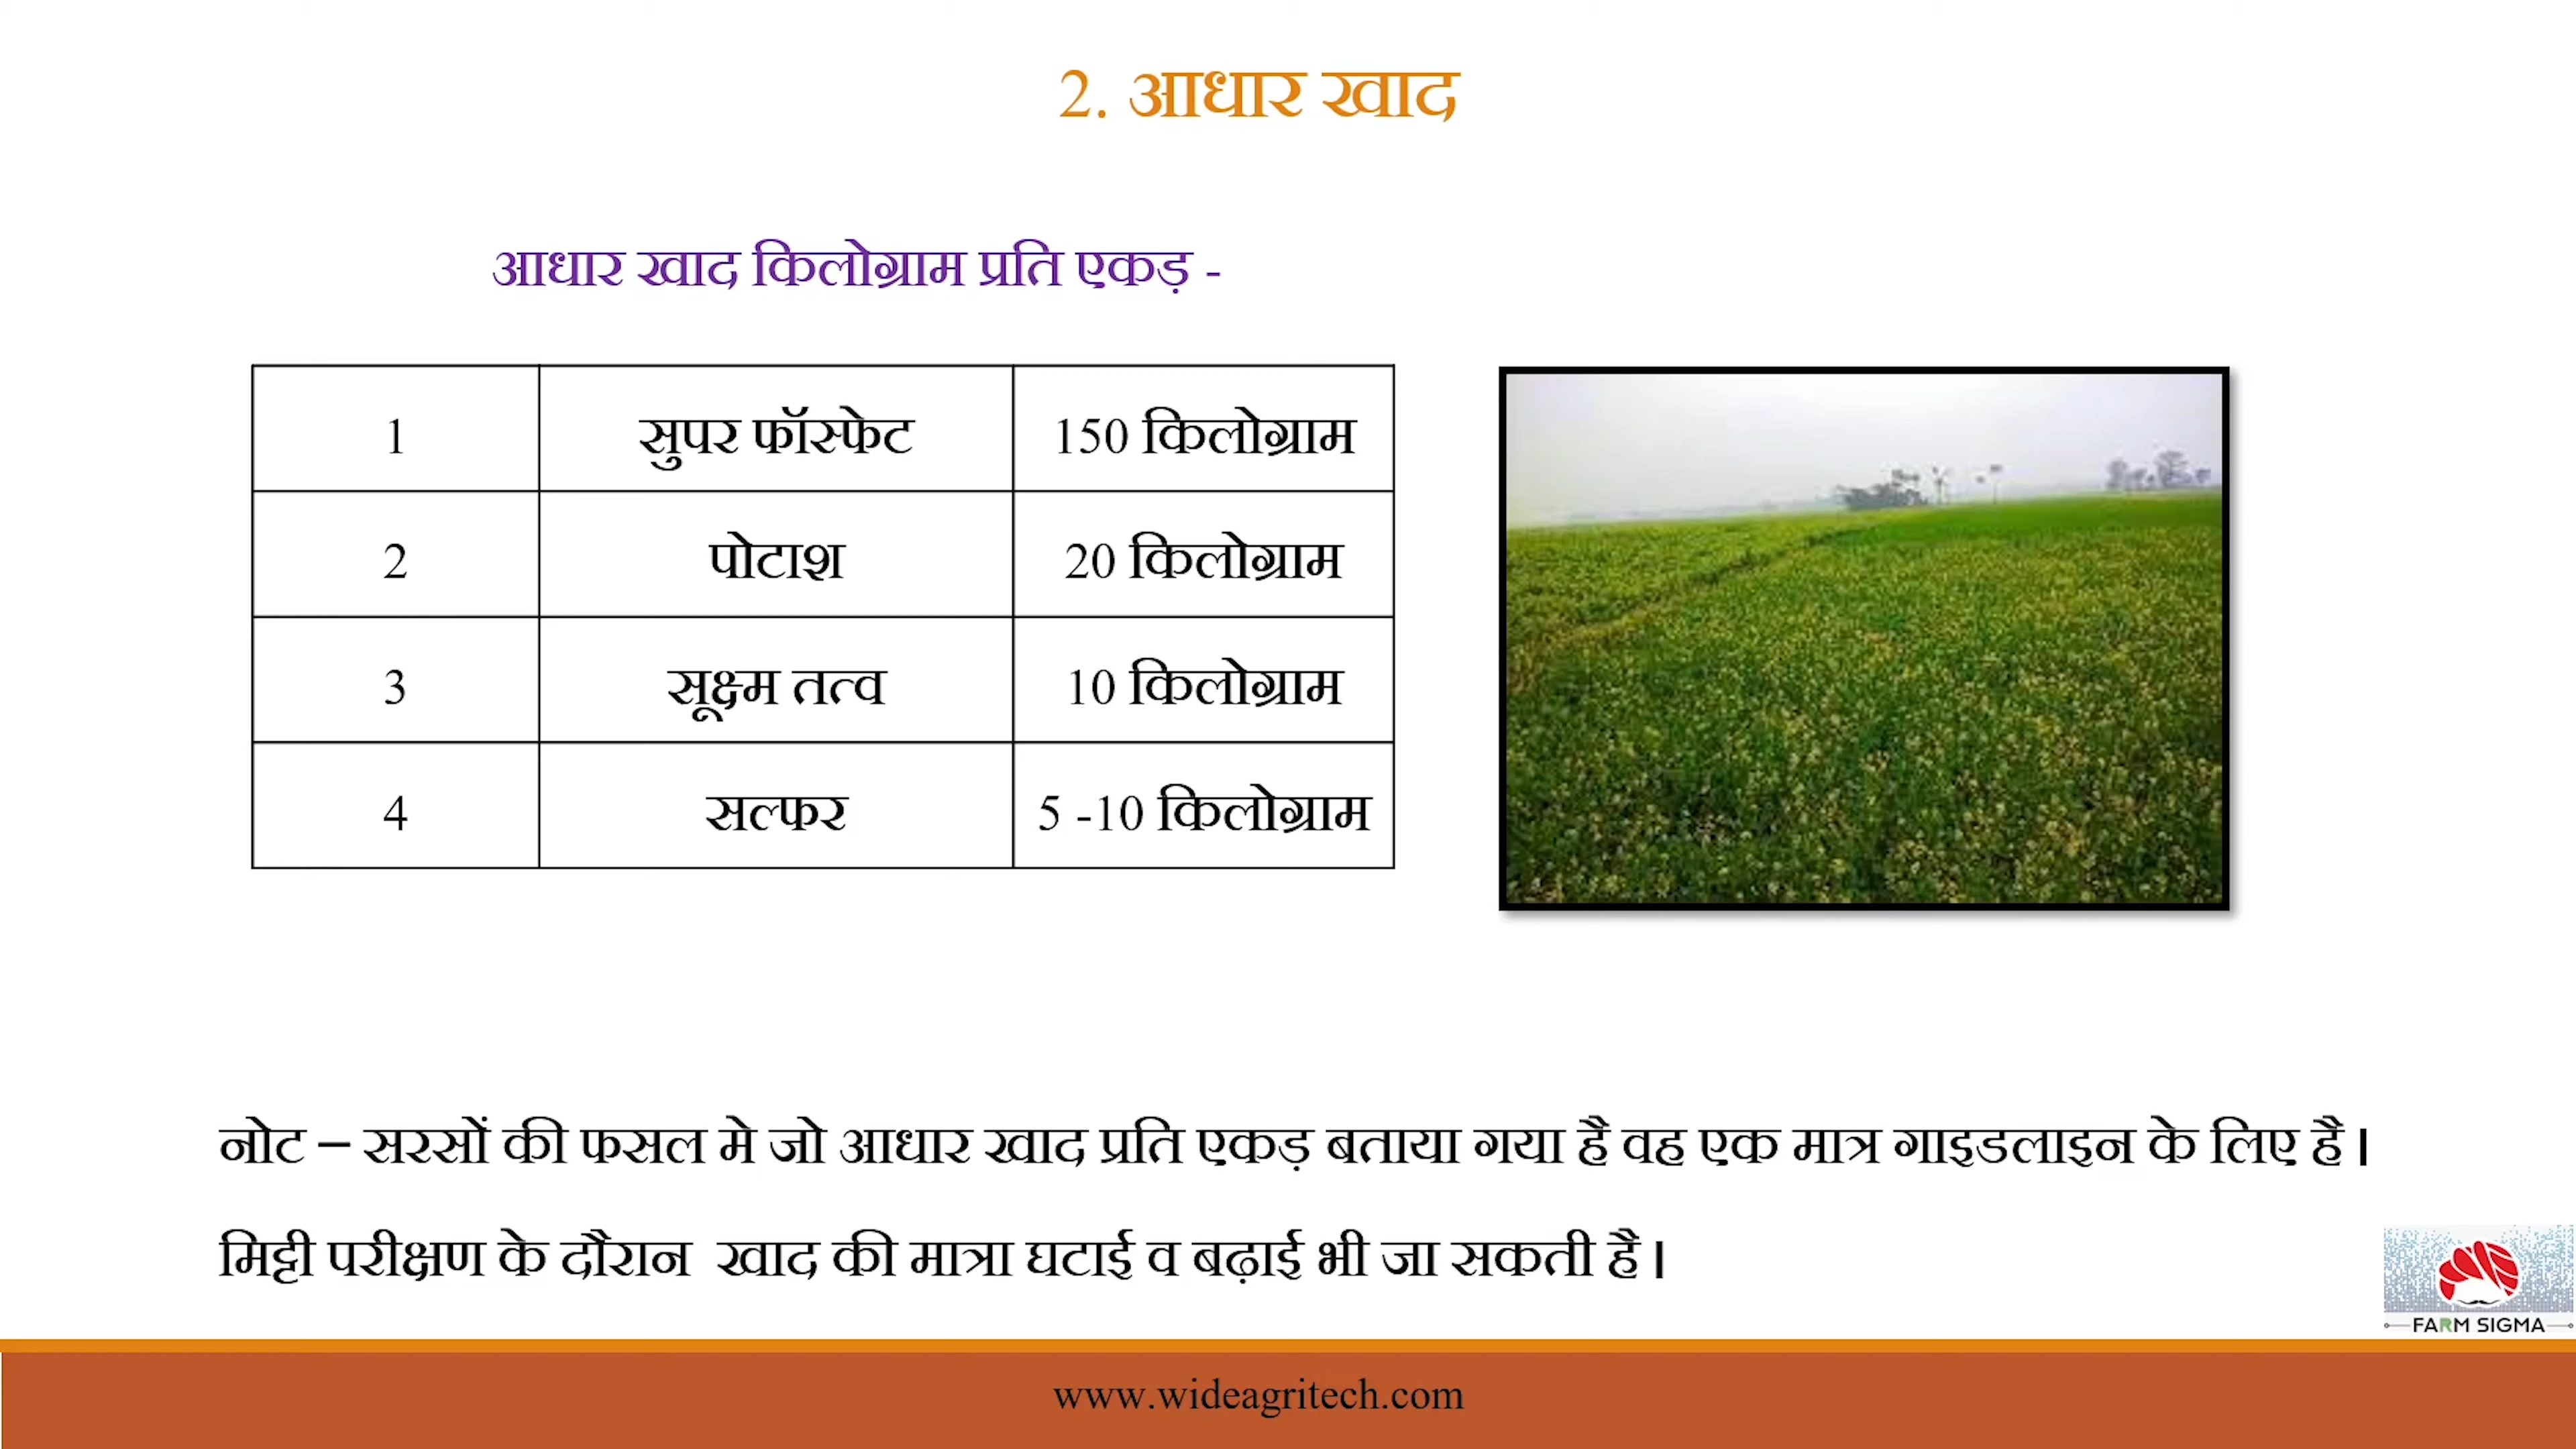 2. आधार खाद
आधार खाद किलोग्राम प्रति एकड़ -
1 सुपर फॉस्फेट 150 किलोग्राम
2 पोटाश 20 किलोग्राम
3 सूक्ष्म तत्व 10 किलोग्राम
4 सल्फर 5 -10 किलोग्राम
नोट – सरसों की फसल मे जो आधार खाद प्रति एकड़ बताया गया है वह एक मात्र गाइडलाइन के लिए है।
मिट्टी परीक्षण के दौरान खाद की मात्रा घटाई व बढ़ाई भी जा सकती है।
FARM SIGMA
www.wideagritech.com